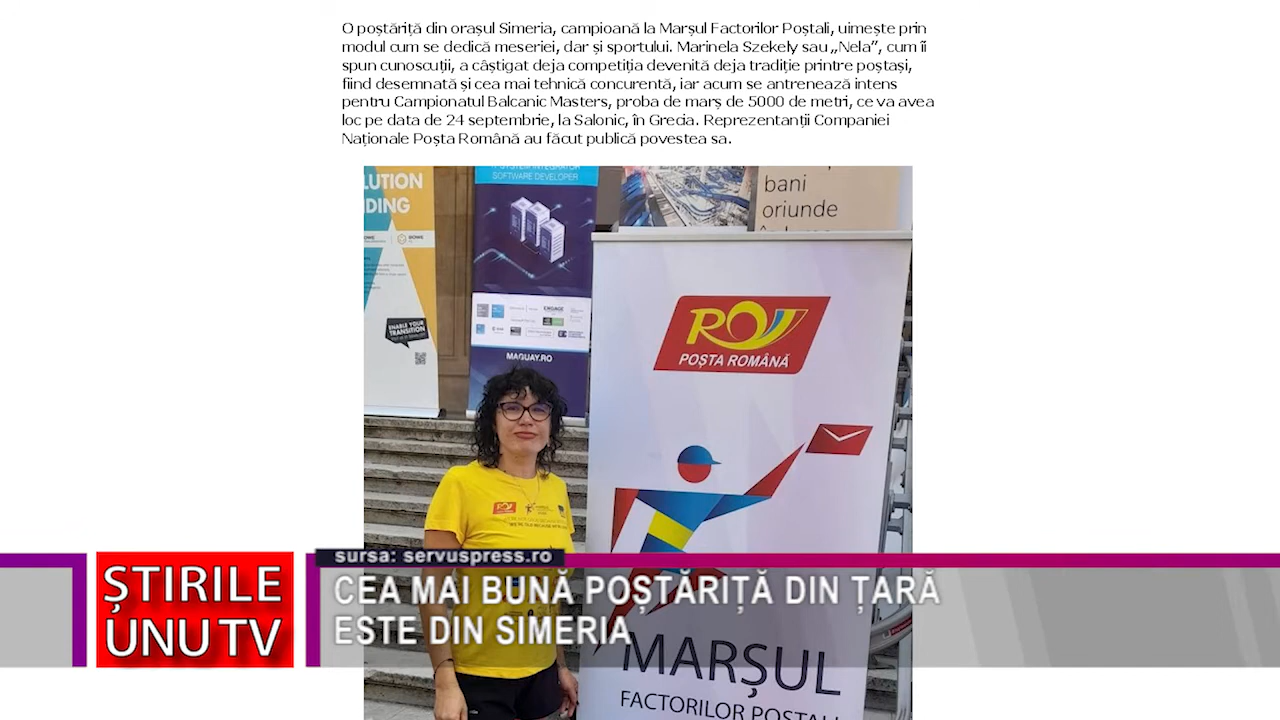 O poștăriță din orașul Simeria, campioană la Marșul Factorilor Poștali, uimește prin
modul cum se dedică meseriei, dar și sportului. Marinela Szekely sau „Nela”, cum îi
spun cunoscuții, a câștigat deja competiția devenită deja tradiție printre poștași,
fiind desemnată și cea mai tehnică concurentă, iar acum se antrenează intens
pentru Campionatul Balcanic Masters, proba de marș de 5000 de metri, ce va avea
loc pe data de 24 septembrie, la Salonic, în Grecia. Reprezentanții Companiei
Naționale Poșta Română au făcut publică povestea sa.
LUTION
DING
SYSTEM INTEGRATOR
SOFTWARE DEVELOPER
bani
oriunde
ENABLE YOUR
TRANSITION
ENGAGE
MAGUAY.RO
POȘTA ROMÂNĂ
sursa: servuspress.ro
ȘTIRILE
UNU TV
CEA MAI BUNĂ POȘTĂRIȚĂ DIN ȚARĂ
ESTE DIN SIMERIA
MARȘUL
FACTORILOR POȘTALI